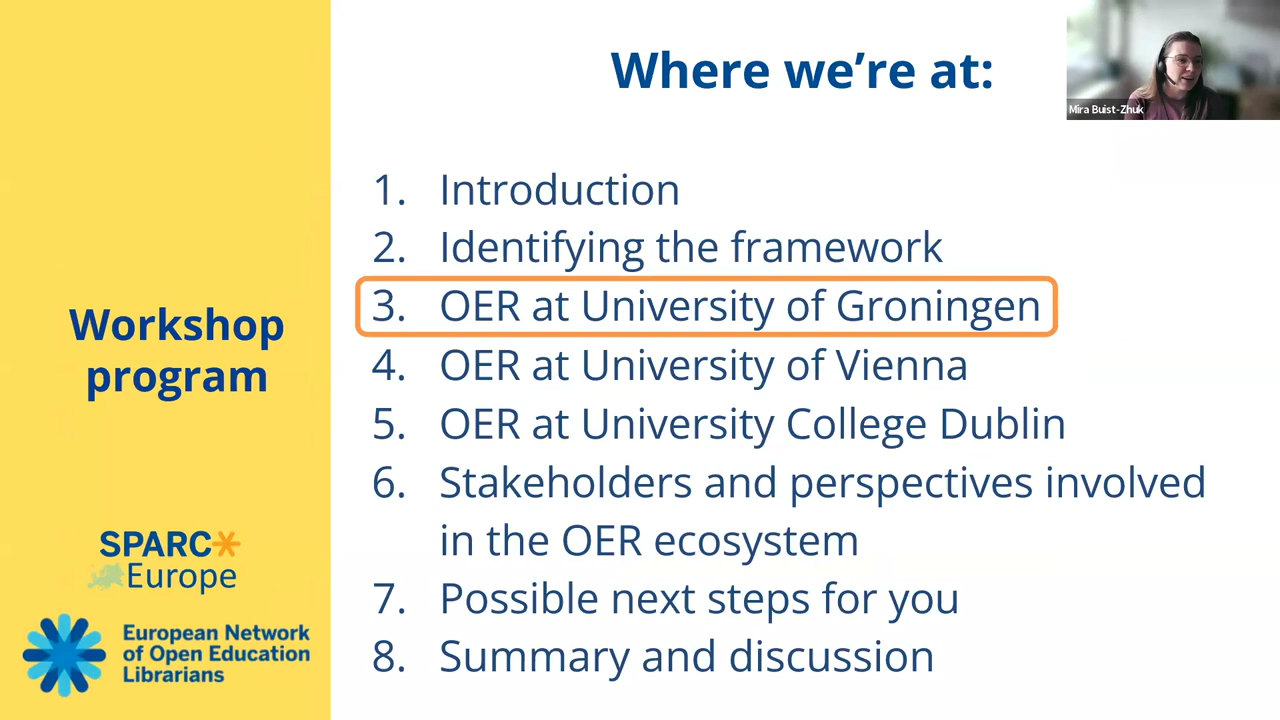 Where we're at:
Mira Buist-Zhuk
1. Introduction
2. Identifying the framework
3. OER at University of Groningen
4. OER at University of Vienna
5. OER at University College Dublin
6. Stakeholders and perspectives involved
in the OER ecosystem
7. Possible next steps for you
8. Summary and discussion
Workshop
program
SPARC
Europe
European Network
of Open Education
Librarians